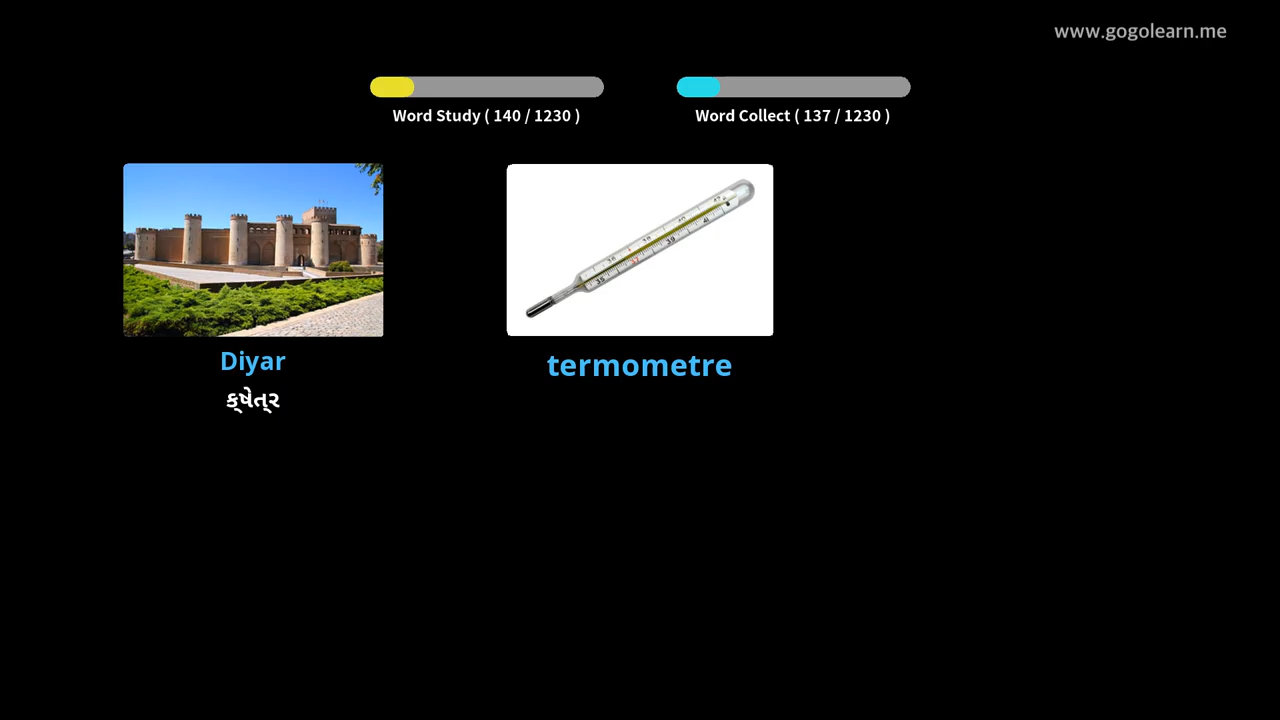 www.gogolearn.me
Word Study ( 140 / 1230 )
Word Collect ( 137 / 1230 )
Diyar
ક્ષેત્ર
termometre